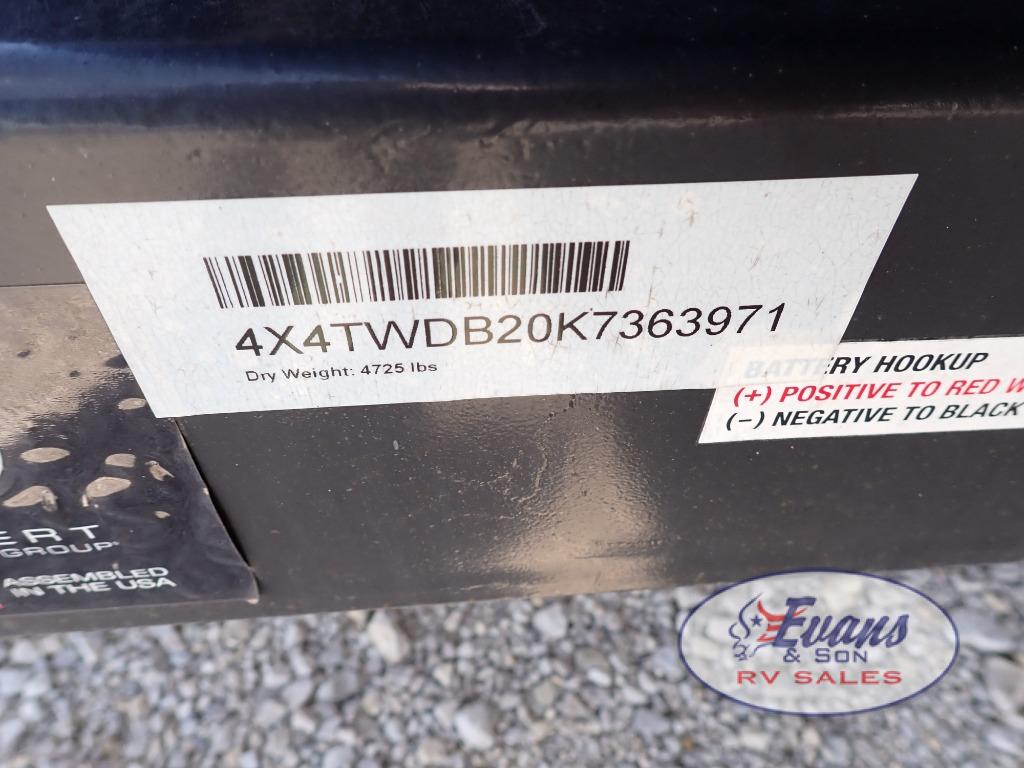 4X4TWDB20K7363971
Dry Weight: 4725 lbs
BATTERY HOOKUP
(+) POSITIVE TO RED
(−) NEGATIVE TO BLACK
ERT
GROUP
ASSEMBLED
IN THE USA
Evans
& SON
RV SALES